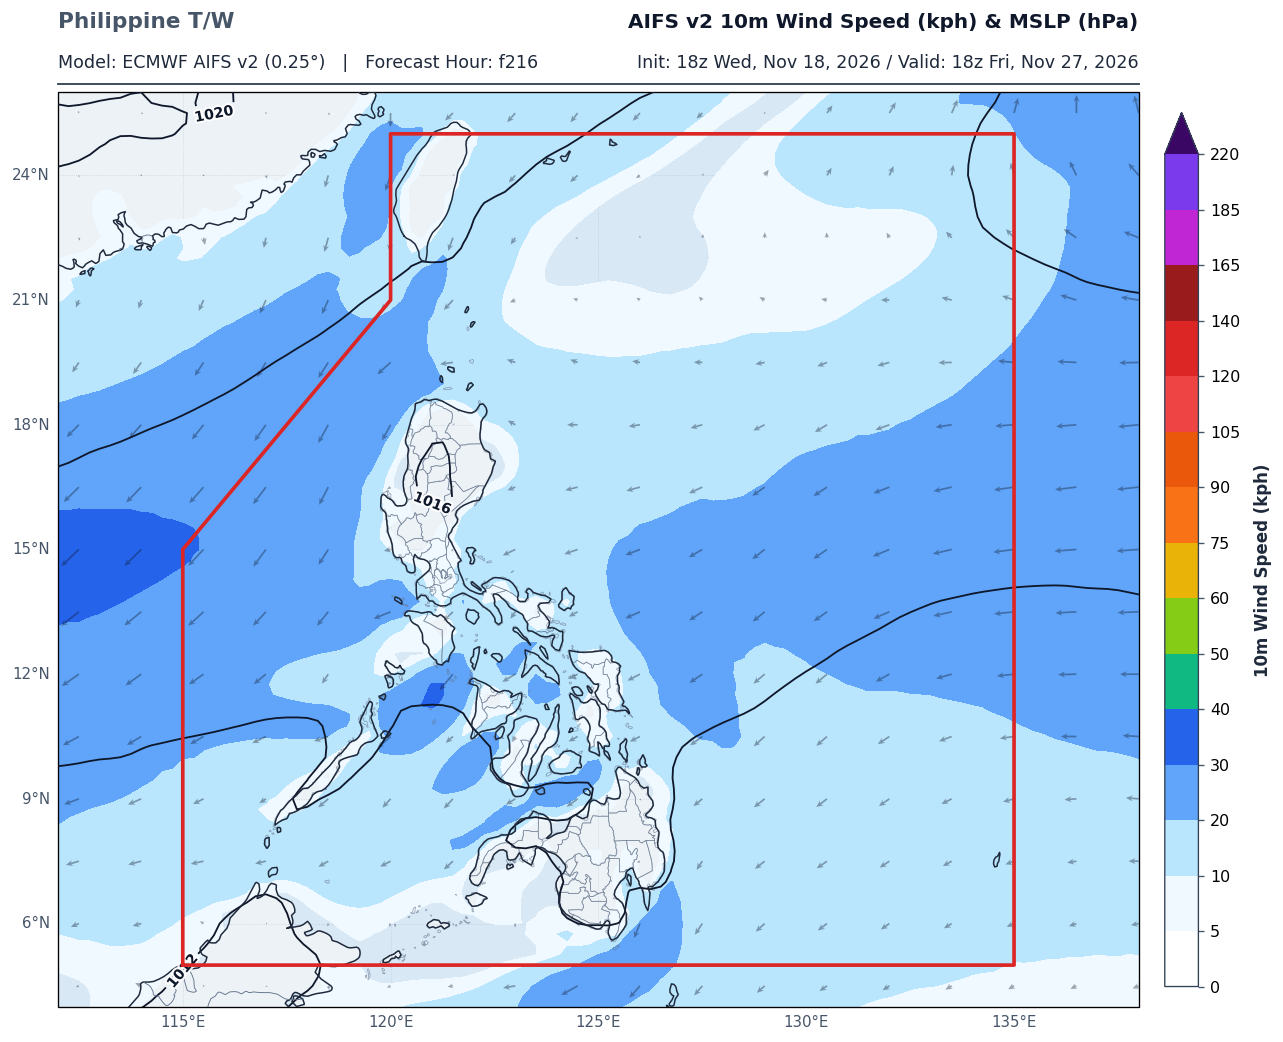 Philippine T/W
AIFS v2 10m Wind Speed (kph) & MSLP (hPa)
Model: ECMWF AIFS v2 (0.25°) | Forecast Hour: f216
Init: 18z Wed, Nov 18, 2026 / Valid: 18z Fri, Nov 27, 2026
1020
1016
1012
24°N
21°N
18°N
15°N
12°N
9°N
6°N
115°E
120°E
125°E
130°E
135°E
220
185
165
140
120
105
90
75
60
50
40
30
20
10
5
0
10m Wind Speed (kph)